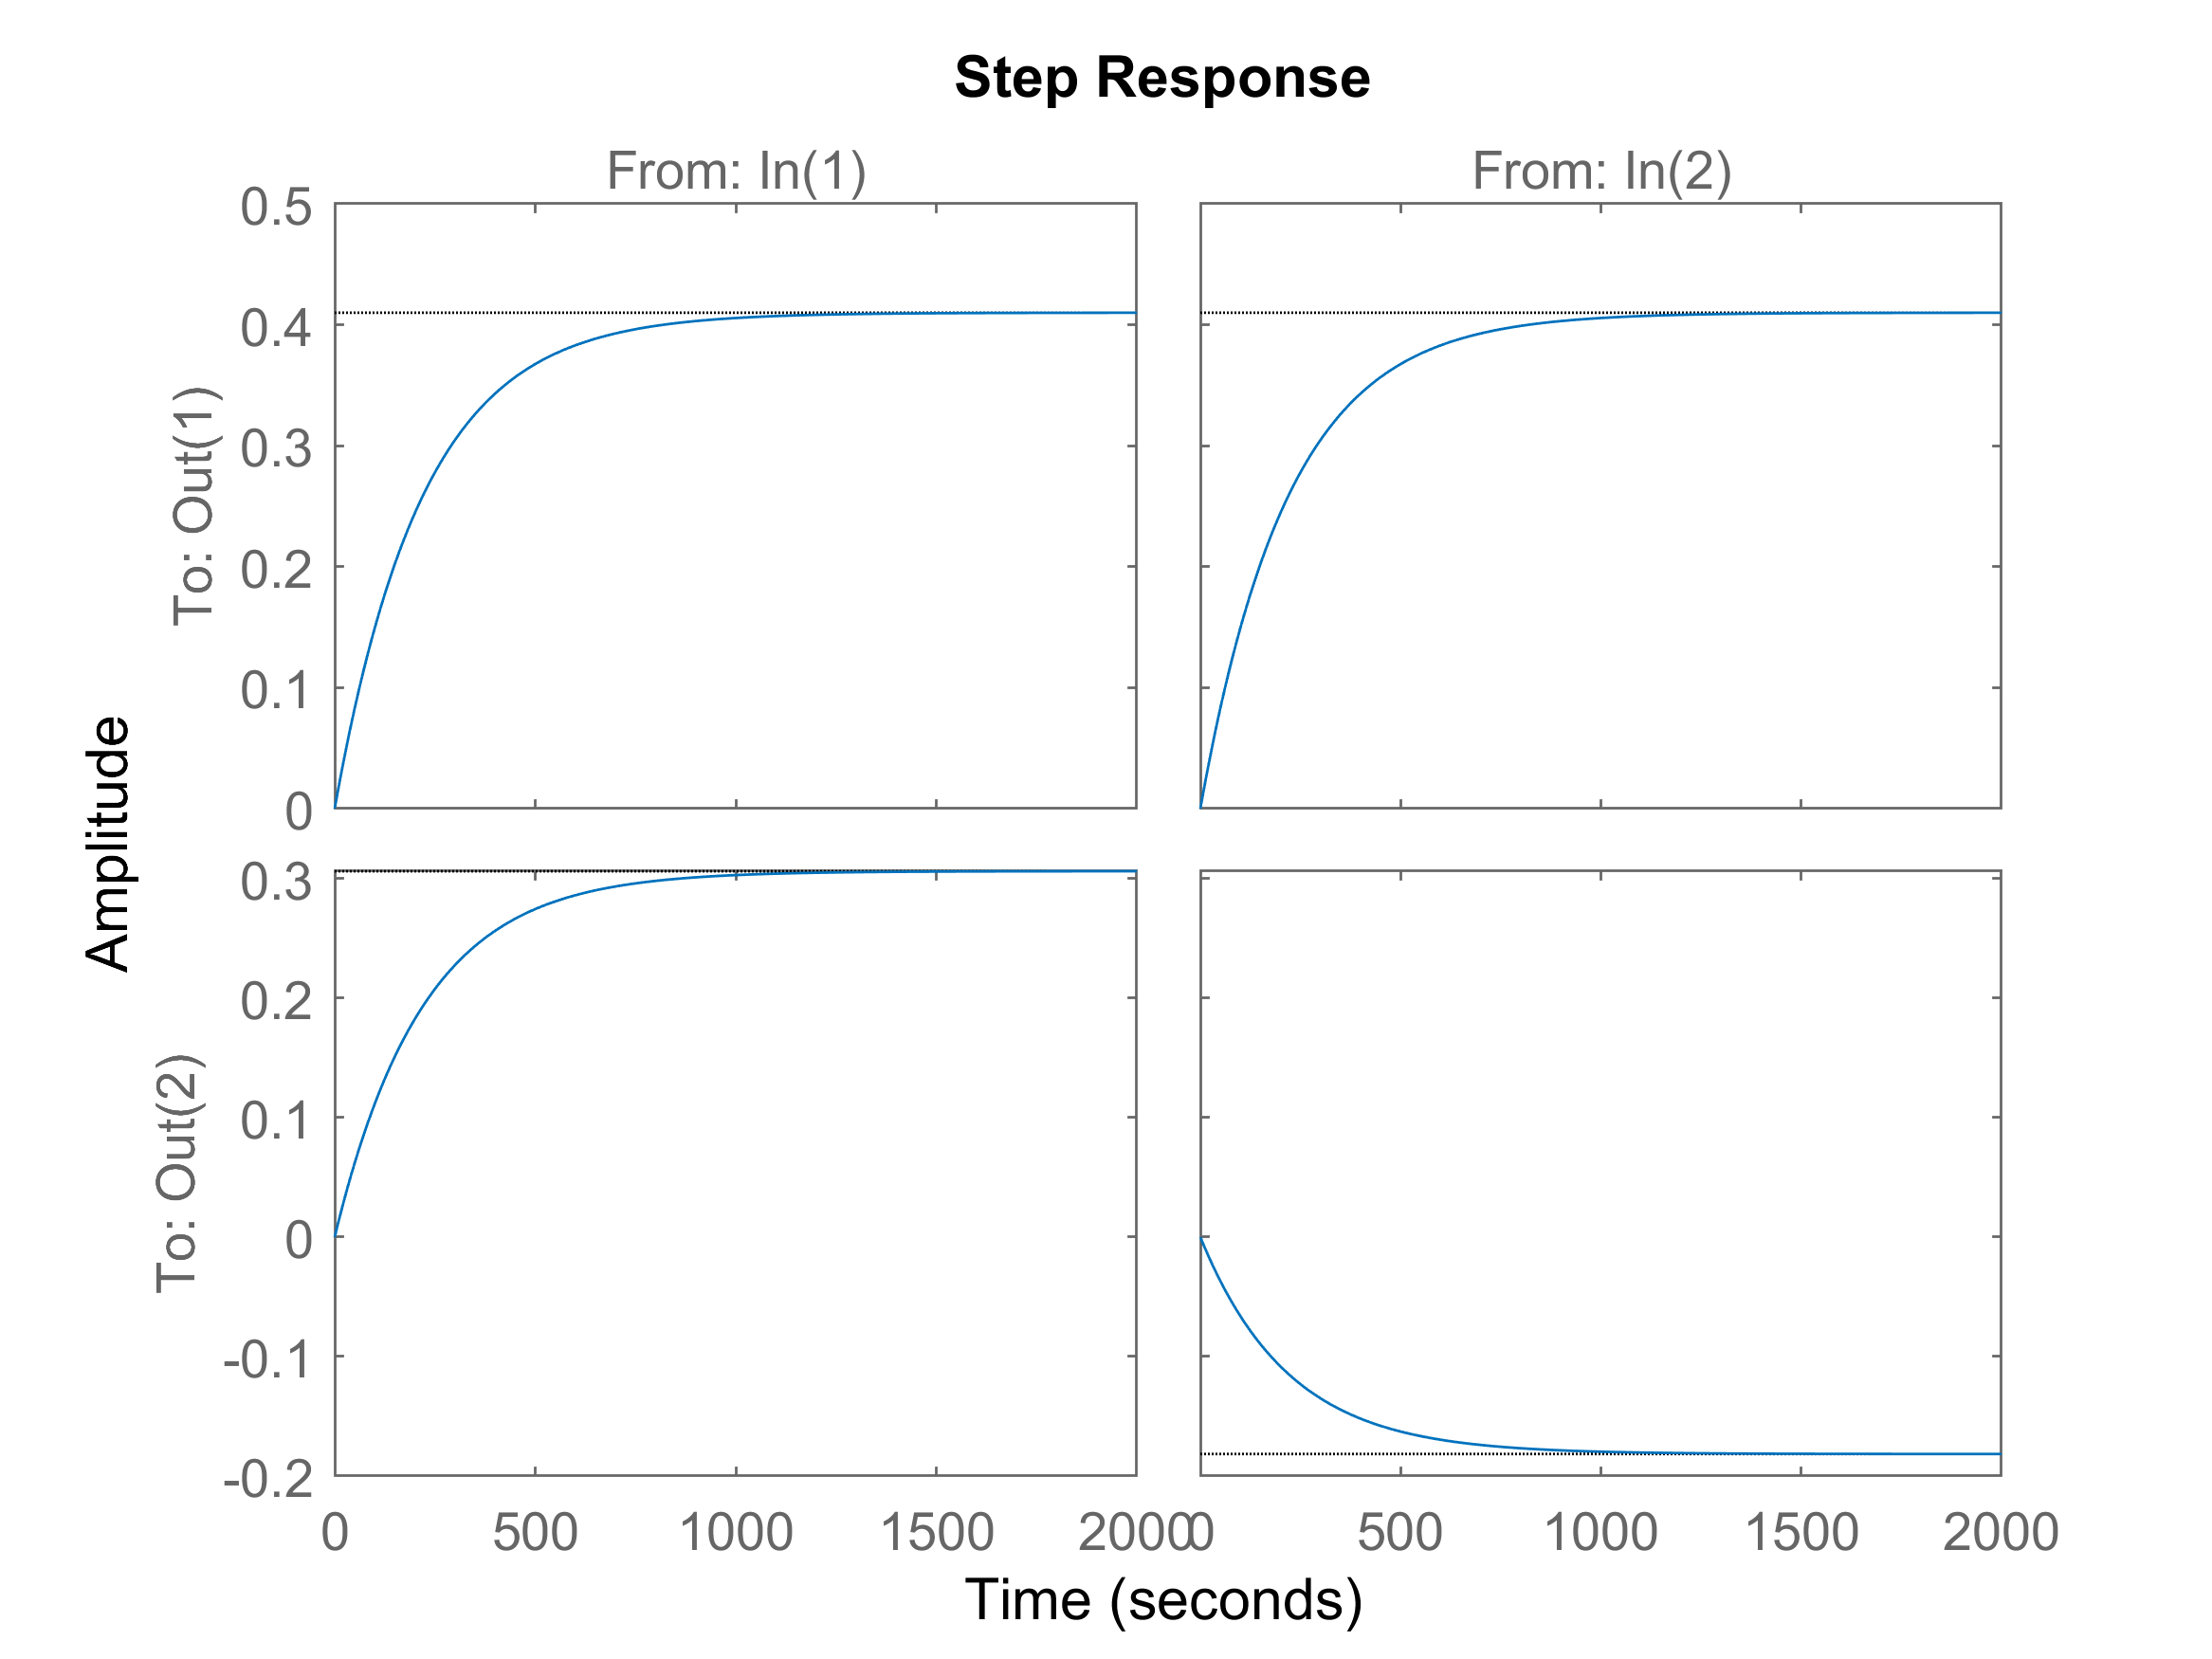 Step Response
From: In(1)
From: In(2)
To: Out(1)
0.5
0.4
0.3
0.2
0.1
0
Amplitude
To: Out(2)
0.3
0.2
0.1
0
-0.1
-0.2
0 500 1000 1500 2000
0 500 1000 1500 2000
Time (seconds)